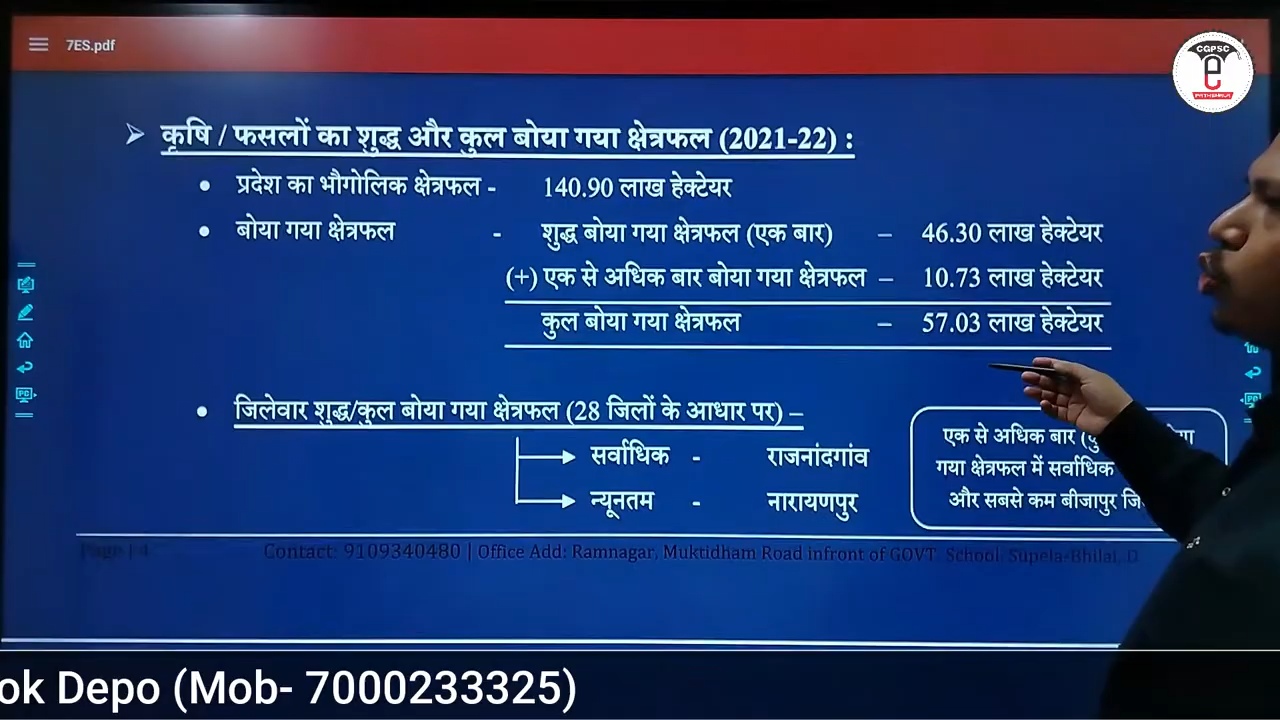 7ES.pdf
CGPSC
➢ कृषि / फसलों का शुद्ध और कुल बोया गया क्षेत्रफल (2021-22) :
• प्रदेश का भौगोलिक क्षेत्रफल - 140.90 लाख हेक्टेयर
• बोया गया क्षेत्रफल - शुद्ध बोया गया क्षेत्रफल (एक बार) – 46.30 लाख हेक्टेयर
(+) एक से अधिक बार बोया गया क्षेत्रफल – 10.73 लाख हेक्टेयर
कुल बोया गया क्षेत्रफल – 57.03 लाख हेक्टेयर
• जिलेवार शुद्ध/कुल बोया गया क्षेत्रफल (28 जिलों के आधार पर) –
सर्वाधिक - राजनांदगांव
न्यूनतम - नारायणपुर
एक से अधिक बार
गया क्षेत्रफल में सर्वाधिक
और सबसे कम बीजापुर
Page | 4
Contact: 9109340480 | Office Add: Ramnagar, Muktidham Road infront of GOVT. School, Supela-Bhilai, D
ok Depo (Mob- 7000233325)